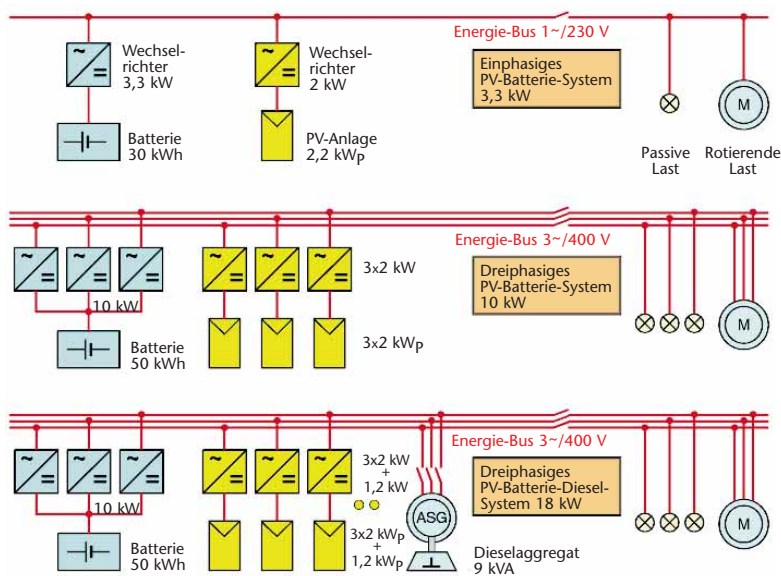 Energie-Bus 1~/230 V
Wechsel-
richter
3,3 kW
Wechsel-
richter
2 kW
Einphasiges
PV-Batterie-System
3,3 kW
Batterie
30 kWh
PV-Anlage
2,2 kWP
M
Passive
Last
Rotierende
Last
Energie-Bus 3~/400 V
3x2 kW
Dreiphasiges
PV-Batterie-System
10 kW
10 kW
Batterie
50 kWh
3x2 kWP
M
Energie-Bus 3~/400 V
3x2 kW
+
1,2 kW
Dreiphasiges
PV-Batterie-Diesel-
System 18 kW
10 kW
ASG
M
Batterie
50 kWh
3x2 kWP
+
1,2 kWP
Dieselaggregat
9 kVA